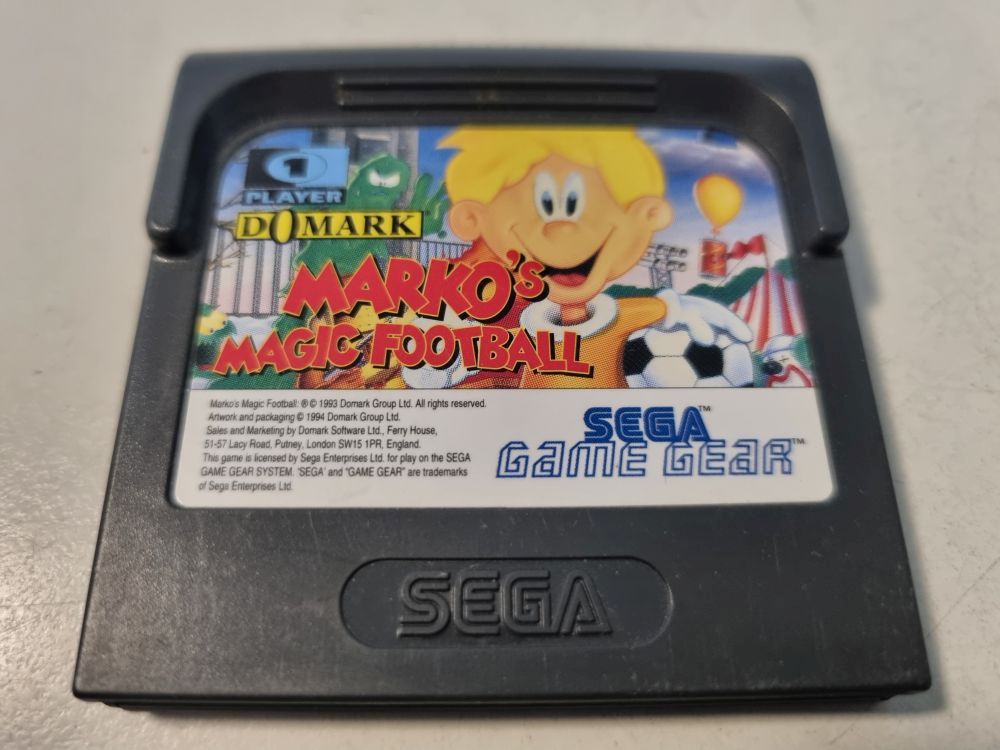 1
PLAYER
DOMARK
MARKO'S
MAGIC FOOTBALL
Marko's Magic Football: ® © 1993 Domark Group Ltd. All rights reserved.
Artwork and packaging © 1994 Domark Group Ltd.
Sales and Marketing by Domark Software Ltd., Ferry House,
51-57 Lacy Road, Putney, London SW15 1PR, England.
This game is licensed by Sega Enterprises Ltd. for play on the SEGA
GAME GEAR SYSTEM. 'SEGA' and "GAME GEAR" are trademarks
of Sega Enterprises Ltd.
SEGA™
GAME GEAR™
SEGA